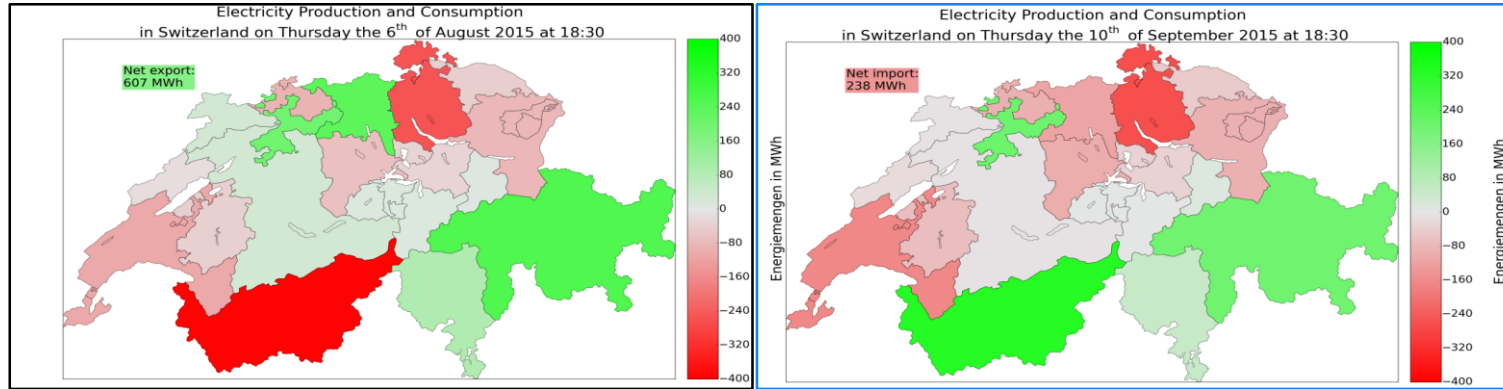 Electricity Production and Consumption
in Switzerland on Thursday the 6th of August 2015 at 18:30
Net export:
607 MWh
400
320
240
160
80
0
−80
−160
−240
−320
−400
Energiemengen in MWh
Electricity Production and Consumption
in Switzerland on Thursday the 10th of September 2015 at 18:30
Net import:
238 MWh
400
320
240
160
80
0
−80
−160
−240
−320
−400
Energiemengen in MWh